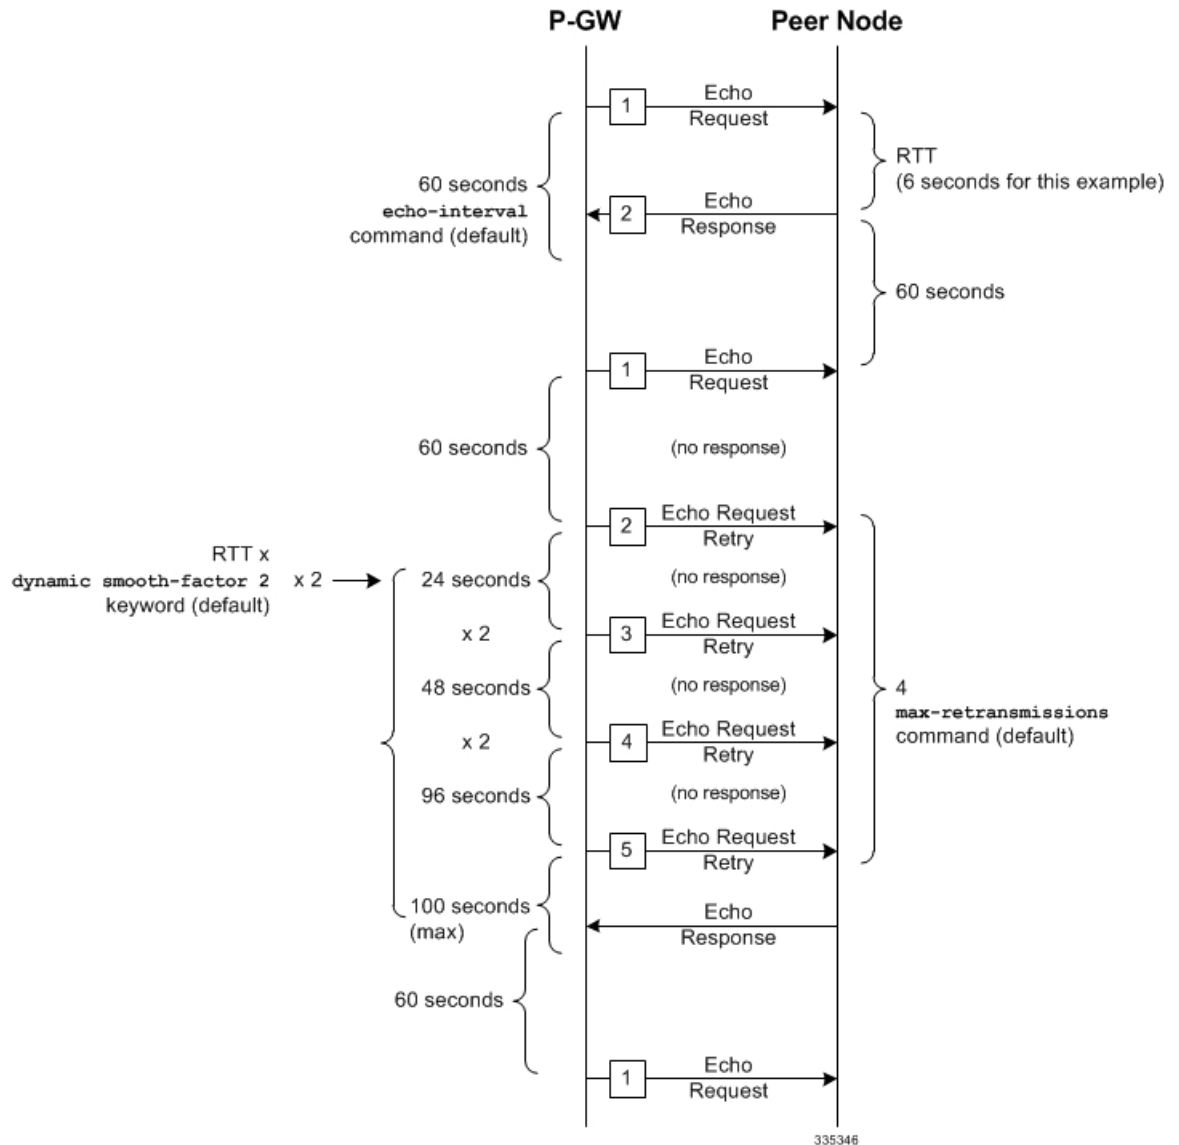 P-GW
Peer Node
1
Echo
Request
RTT
(6 seconds for this example)
60 seconds
echo-interval
command (default)
2
Echo
Response
60 seconds
1
Echo
Request
60 seconds
(no response)
2
Echo Request
Retry
RTT x
dynamic smooth-factor 2
keyword (default)
x 2
24 seconds
(no response)
x 2
3
Echo Request
Retry
48 seconds
(no response)
4
max-retransmissions
command (default)
x 2
4
Echo Request
Retry
96 seconds
(no response)
5
Echo Request
Retry
100 seconds
(max)
Echo
Response
60 seconds
1
Echo
Request
335346